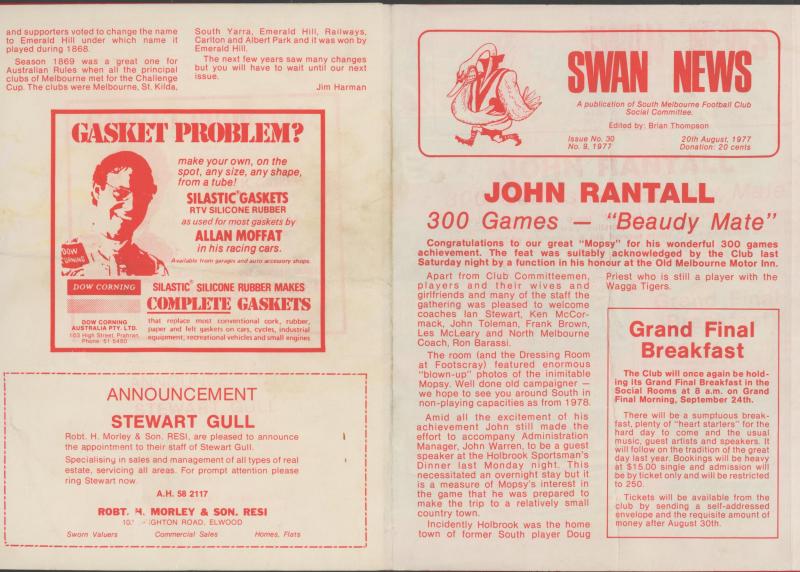 and supporters voted to change the name
to Emerald Hill under which name it
played during 1868.
Season 1869 was a great one for
Australian Rules when all the principal
clubs of Melbourne met for the Challenge
Cup. The clubs were Melbourne, St. Kilda,
South Yarra, Emerald Hill, Railways,
Carlton and Albert Park and it was won by
Emerald Hill.
The next few years saw many changes
but you will have to wait until our next
issue.
Jim Harman
GASKET PROBLEM?
make your own, on the
spot, any size, any shape,
from a tube!
SILASTIC® GASKETS
RTV SILICONE RUBBER
as used for most gaskets by
ALLAN MOFFAT
in his racing cars.
Available from garages and auto accessory shops.
DOW
CORNING
DOW CORNING
DOW CORNING
AUSTRALIA PTY. LTD.
103 High Street, Prahran.
Phone: 51 5450
SILASTIC® SILICONE RUBBER MAKES
COMPLETE GASKETS
that replace most conventional cork, rubber,
paper and felt gaskets on cars, cycles, industrial
equipment, recreational vehicles and small engines
ANNOUNCEMENT
STEWART GULL
Robt. H. Morley & Son. RESI, are pleased to announce
the appointment to their staff of Stewart Gull.
Specialising in sales and management of all types of real
estate, servicing all areas. For prompt attention please
ring Stewart now.
A.H. 58 2117
ROBT. H. MORLEY & SON. RESI
GHTON ROAD, ELWOOD
Sworn Valuers Commercial Sales Homes, Flats
SWAN NEWS
A publication of South Melbourne Football Club
Social Committee.
Edited by: Brian Thompson
Issue No. 30 20th August, 1977
No. 9, 1977 Donation: 20 cents
JOHN RANTALL
300 Games — "Beaudy Mate"
Congratulations to our great "Mopsy" for his wonderful 300 games
achievement. The feat was suitably acknowledged by the Club last
Saturday night by a function in his honour at the Old Melbourne Motor Inn.
Apart from Club Committeemen,
players and their wives and
girlfriends and many of the staff the
gathering was pleased to welcome
coaches Ian Stewart, Ken McCor-
mack, John Toleman, Frank Brown,
Les McLeary and North Melbourne
Coach, Ron Barassi.
The room (and the Dressing Room
at Footscray) featured enormous
"blown-up" photos of the inimitable
Mopsy. Well done old campaigner —
we hope to see you around South in
non-playing capacities as from 1978.
Amid all the excitement of his
achievement John still made the
effort to accompany Administration
Manager, John Warren, to be a guest
speaker at the Holbrook Sportsman's
Dinner last Monday night. This
necessitated an overnight stay but it
is a measure of Mopsy's interest in
the game that he was prepared to
make the trip to a relatively small
country town.
Incidently Holbrook was the home
town of former South player Doug
Priest who is still a player with the
Wagga Tigers.
Grand Final
Breakfast
The Club will once again be hold-
ing its Grand Final Breakfast in the
Social Rooms at 8 a.m. on Grand
Final Morning, September 24th.
There will be a sumptuous break-
fast, plenty of "heart starters" for the
hard day to come and the usual
music, guest artists and speakers. It
will follow on the tradition of the great
day last year. Bookings will be heavy
at $15.00 single and admission will
be by ticket only and will be restricted
to 250.
Tickets will be available from the
club by sending a self-addressed
envelope and the requisite amount of
money after August 30th.